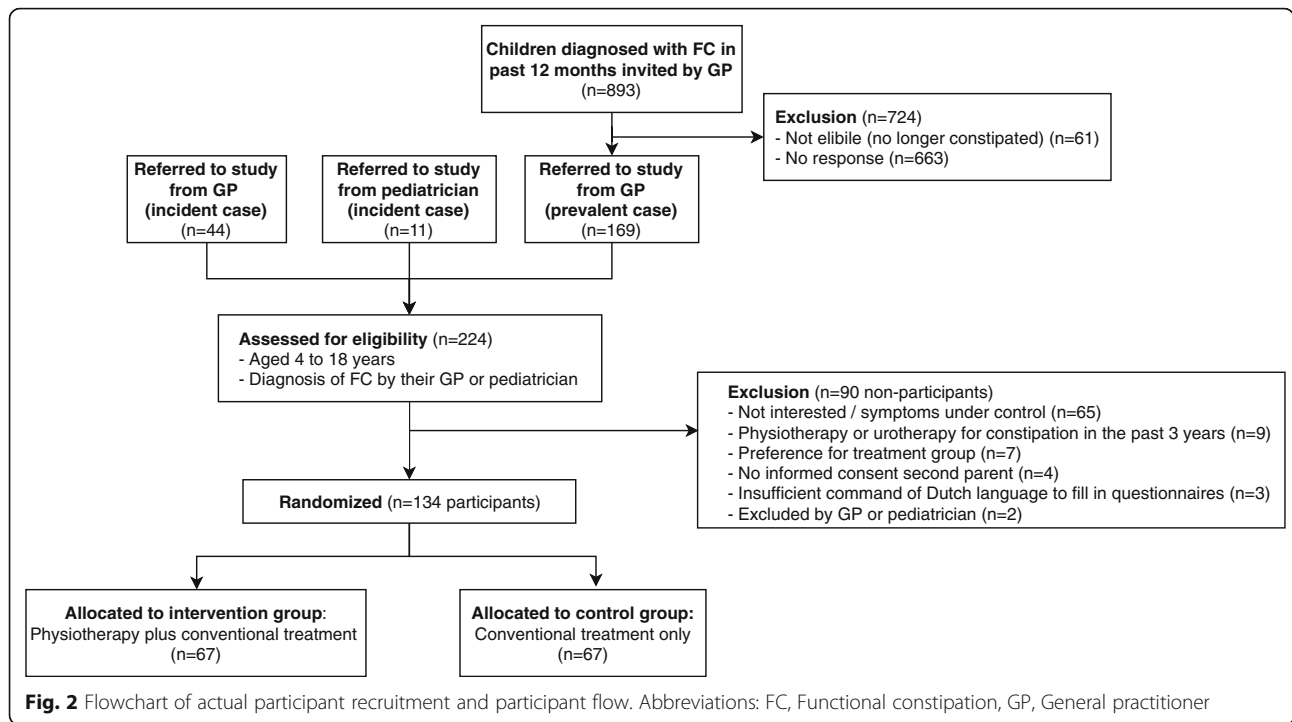 Children diagnosed with FC in
past 12 months invited by GP
(n=893)
Exclusion (n=724)
- Not elibile (no longer constipated) (n=61)
- No response (n=663)
Referred to study
from GP
(incident case)
(n=44)
Referred to study
from pediatrician
(incident case)
(n=11)
Referred to study
from GP
(prevalent case)
(n=169)
Assessed for eligibility (n=224)
- Aged 4 to 18 years
- Diagnosis of FC by their GP or pediatrician
Exclusion (n=90 non-participants)
- Not interested / symptoms under control (n=65)
- Physiotherapy or urotherapy for constipation in the past 3 years (n=9)
- Preference for treatment group (n=7)
- No informed consent second parent (n=4)
- Insufficient command of Dutch language to fill in questionnaires (n=3)
- Excluded by GP or pediatrician (n=2)
Randomized (n=134 participants)
Allocated to intervention group:
Physiotherapy plus conventional treatment
(n=67)
Allocated to control group:
Conventional treatment only
(n=67)
Fig. 2 Flowchart of actual participant recruitment and participant flow. Abbreviations: FC, Functional constipation, GP, General practitioner